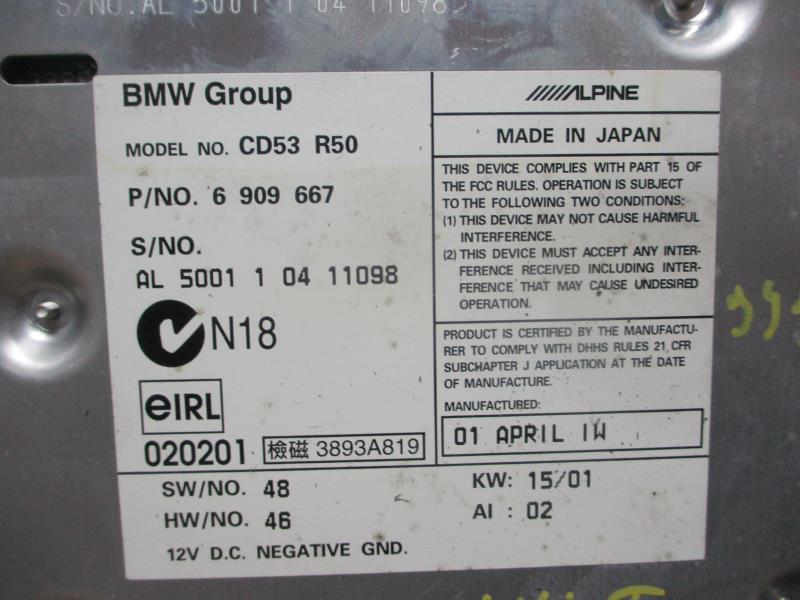 S/NO. AL 5001 1 04 11098
BMW Group
MODEL NO. CD53 R50
P/NO. 6 909 667
S/NO.
AL 5001 1 04 11098
N18
eIRL
020201
檢磁 3893A819
ALPINE
MADE IN JAPAN
THIS DEVICE COMPLIES WITH PART 15 OF
THE FCC RULES. OPERATION IS SUBJECT
TO THE FOLLOWING TWO CONDITIONS:
(1) THIS DEVICE MAY NOT CAUSE HARMFUL
INTERFERENCE.
(2) THIS DEVICE MUST ACCEPT ANY INTER-
FERENCE RECEIVED INCLUDING INTER-
FERENCE THAT MAY CAUSE UNDESIRED
OPERATION.
PRODUCT IS CERTIFIED BY THE MANUFACTU-
RER TO COMPLY WITH DHHS RULES 21, CFR
SUBCHAPTER J APPLICATION AT THE DATE
OF MANUFACTURE.
MANUFACTURED:
01 APRIL IW
SW/NO. 48
HW/NO. 46
12V D.C. NEGATIVE GND.
KW: 15/01
AI : 02